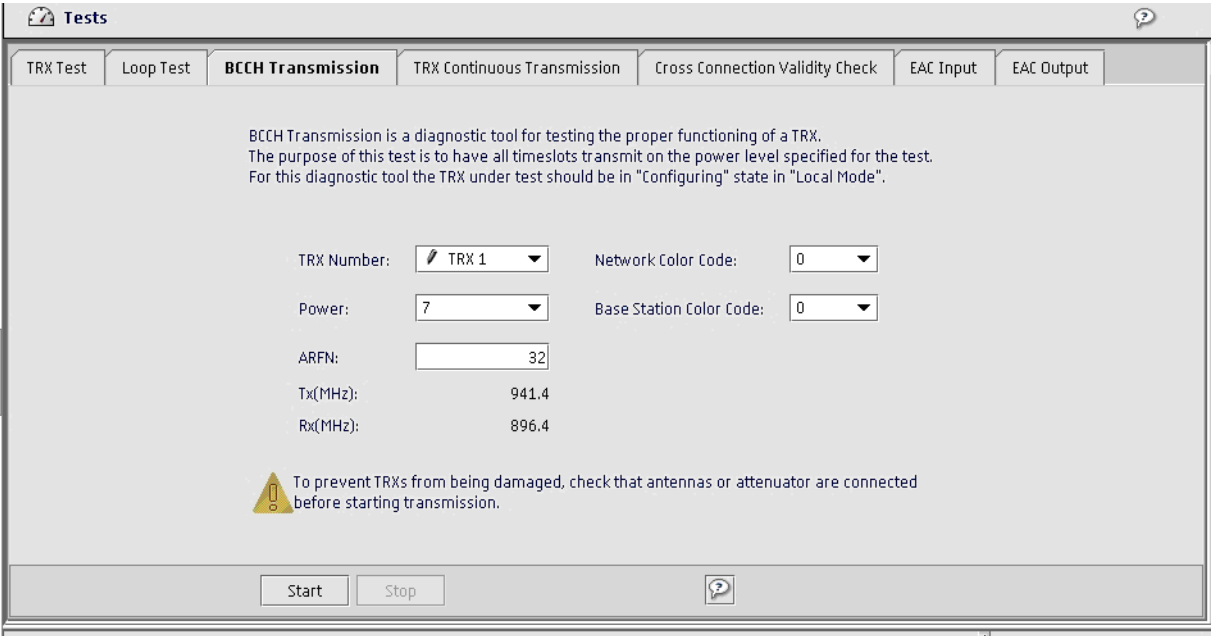 Tests
TRX Test
Loop Test
BCCH Transmission
TRX Continuous Transmission
Cross Connection Validity Check
EAC Input
EAC Output
BCCH Transmission is a diagnostic tool for testing the proper functioning of a TRX.
The purpose of this test is to have all timeslots transmit on the power level specified for the test.
For this diagnostic tool the TRX under test should be in "Configuring" state in "Local Mode".
TRX Number: TRX 1 Network Color Code: 0
Power: 7 Base Station Color Code: 0
ARFN: 32
Tx(MHz): 941.4
Rx(MHz): 896.4
To prevent TRXs from being damaged, check that antennas or attenuator are connected
before starting transmission.
Start Stop